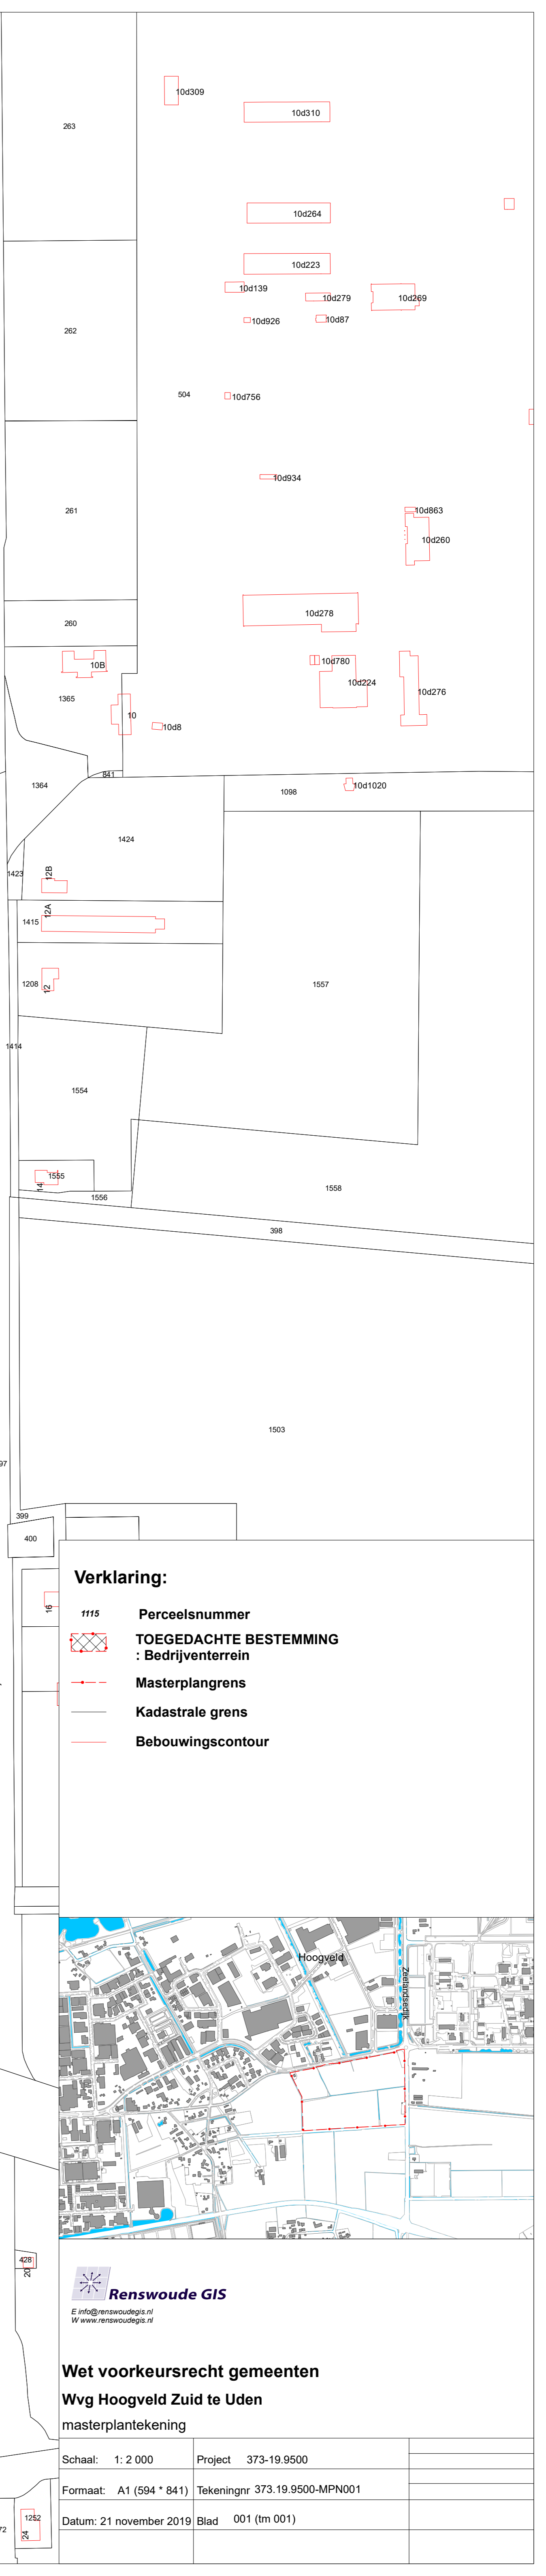 10d309
10d310
263
10d264
10d223
10d139
10d279
10d269
10d926
10d87
262
504
10d756
10d934
261
10d863
10d260
10d278
260
10B
10d780
10d224
10d276
1365
10
10d8
841
1364
10d1020
1098
1424
1423
12B
12A
1415
1208
12
1557
1414
1554
1555
14
1556
1558
398
1503
97
399
400
16
Verklaring:
1115 Perceelsnummer
TOEGEDACHTE BESTEMMING
: Bedrijventerrein
Masterplangrens
Kadastrale grens
Bebouwingscontour
Hoogveld
Zeelandsedijk
428
20
Renswoude GIS
E info@renswoudegis.nl
W www.renswoudegis.nl
Wet voorkeursrecht gemeenten
Wvg Hoogveld Zuid te Uden
masterplantekening
Schaal: 1: 2 000 Project 373-19.9500
Formaat: A1 (594 * 841) Tekeningnr 373.19.9500-MPN001
Datum: 21 november 2019 Blad 001 (tm 001)
1252
24
72